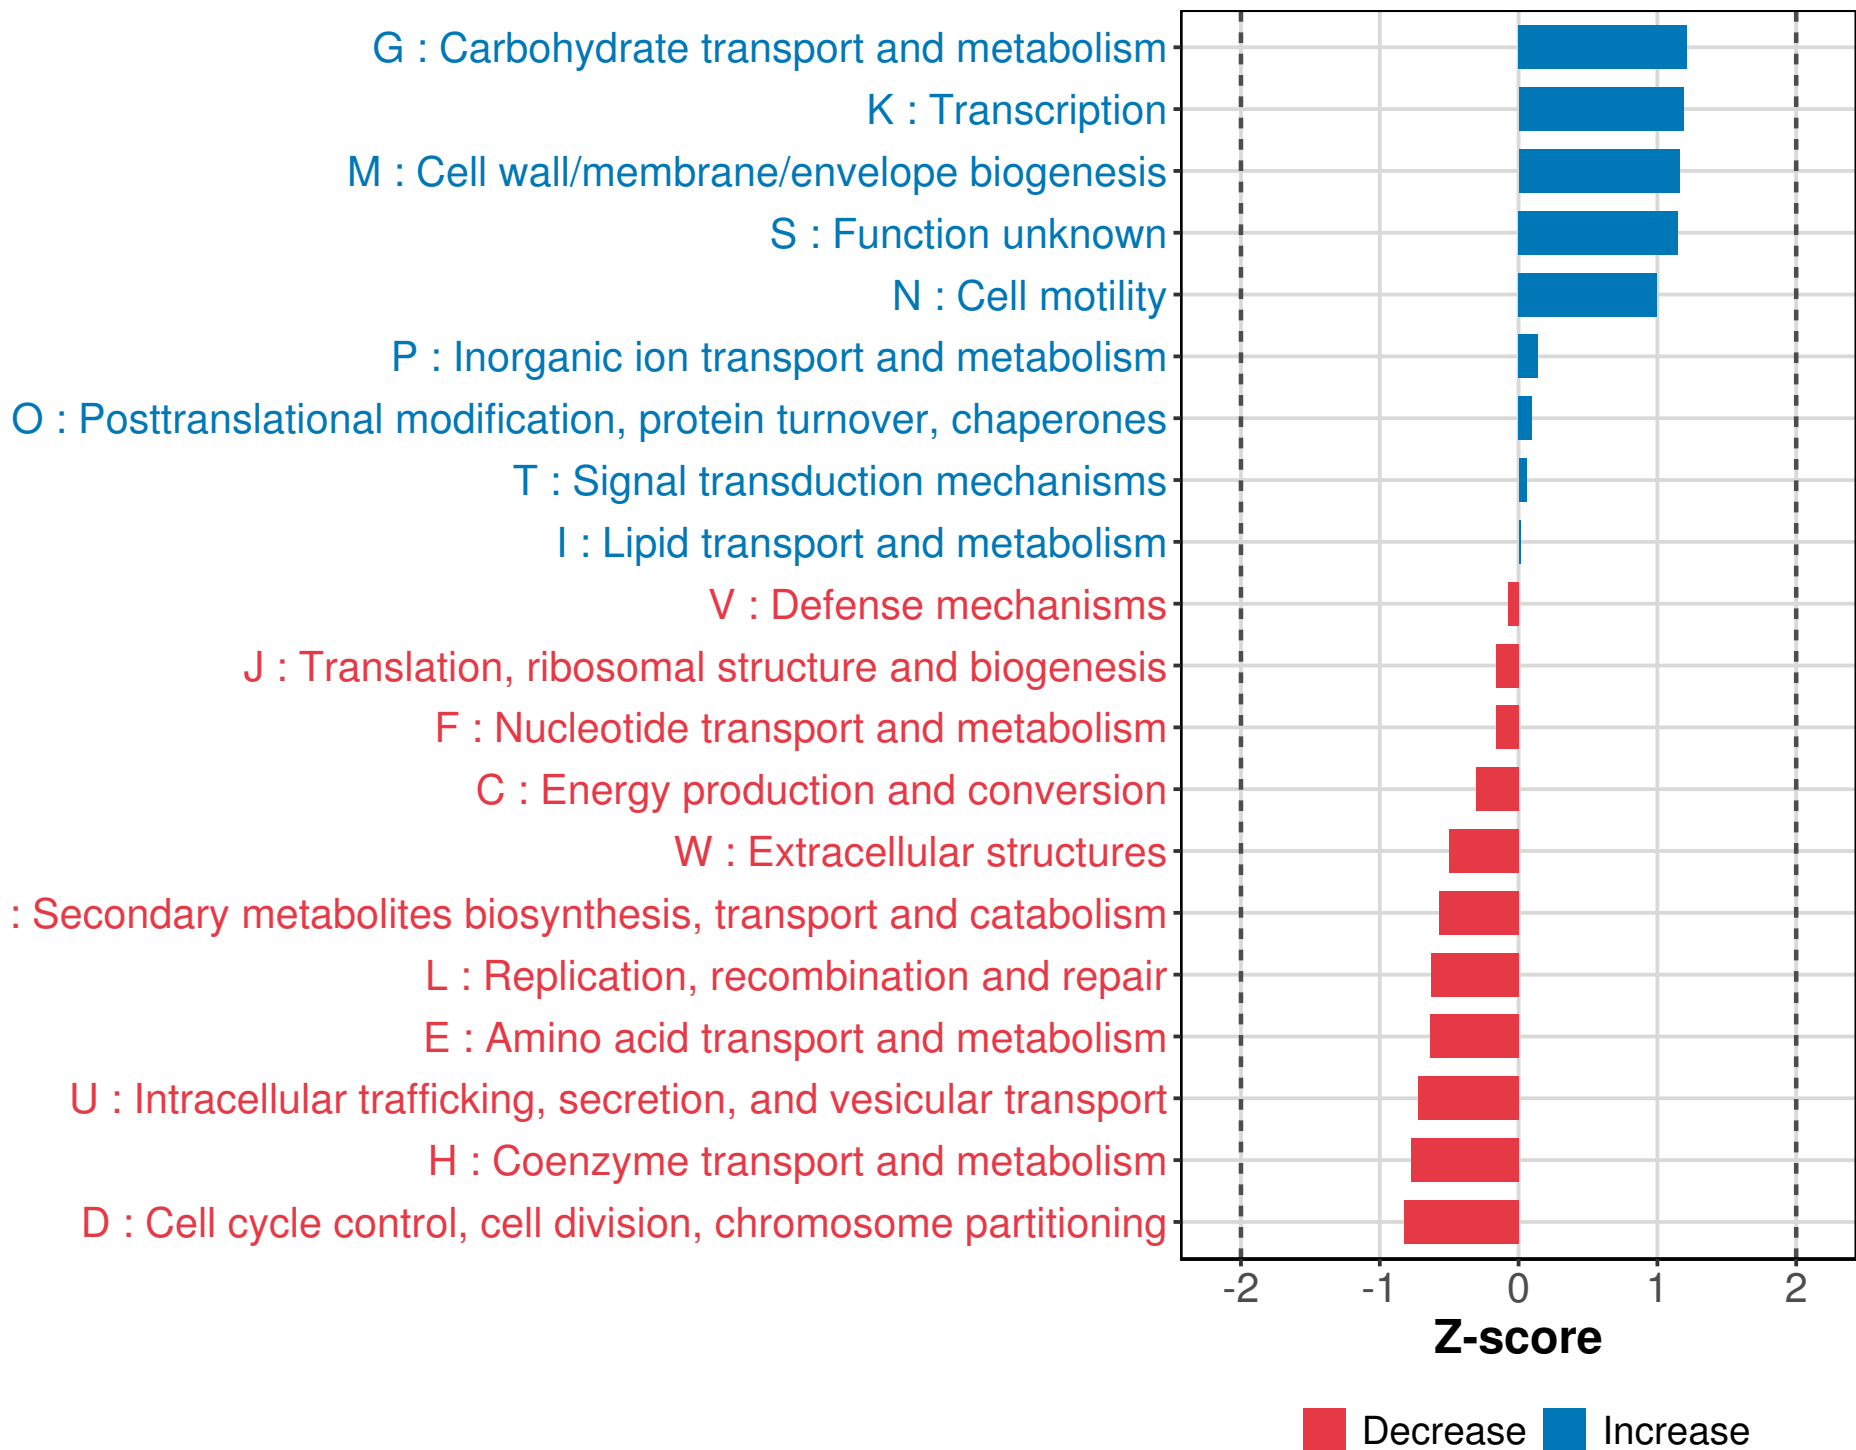 G : Carbohydrate transport and metabolism
K : Transcription
M : Cell wall/membrane/envelope biogenesis
S : Function unknown
N : Cell motility
P : Inorganic ion transport and metabolism
O : Posttranslational modification, protein turnover, chaperones
T : Signal transduction mechanisms
I : Lipid transport and metabolism
V : Defense mechanisms
J : Translation, ribosomal structure and biogenesis
F : Nucleotide transport and metabolism
C : Energy production and conversion
W : Extracellular structures
: Secondary metabolites biosynthesis, transport and catabolism
L : Replication, recombination and repair
E : Amino acid transport and metabolism
U : Intracellular trafficking, secretion, and vesicular transport
H : Coenzyme transport and metabolism
D : Cell cycle control, cell division, chromosome partitioning
-2 -1 0 1 2
Z-score
Decrease Increase